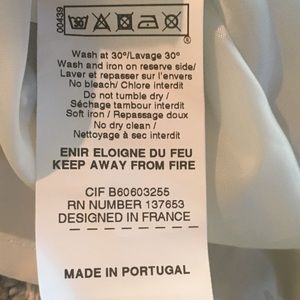 004439
Wash at 30°/Lavage 30°
Wash and iron on reserve side/
Laver et repasser sur l'envers
No bleach/ Chlore interdit
Do not tumble dry /
Séchage tambour interdit
Soft iron / Repassage doux
No dry clean /
Nettoyage à sec interdit
ENIR ELOIGNE DU FEU
KEEP AWAY FROM FIRE
CIF B60603255
RN NUMBER 137653
DESIGNED IN FRANCE
MADE IN PORTUGAL